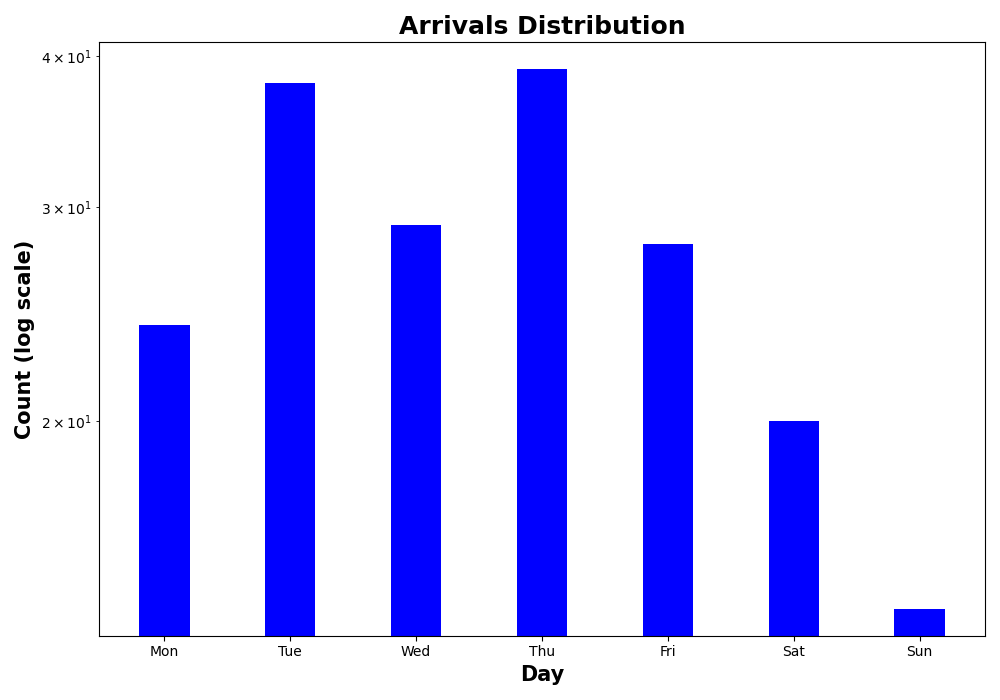 Arrivals Distribution
4 × 10¹
3 × 10¹
2 × 10¹
Count (log scale)
Mon Tue Wed Thu Fri Sat Sun
Day